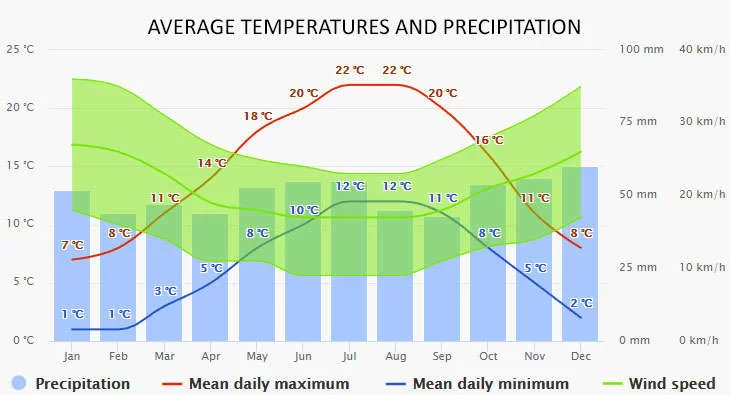 AVERAGE TEMPERATURES AND PRECIPITATION
25 °C 100 mm 40 km/h
22 °C 22 °C
20 °C 20 °C
20 °C 75 mm 30 km/h
18 °C
16 °C
14 °C
15 °C 50 mm 20 km/h
12 °C 12 °C
11 °C 11 °C 11 °C
10 °C
10 °C 25 mm 10 km/h
7 °C 8 °C 8 °C 8 °C 8 °C
5 °C 5 °C
5 °C
3 °C
1 °C 1 °C 2 °C
0 °C 0 mm 0 km/h
Jan Feb Mar Apr May Jun Jul Aug Sep Oct Nov Dec
Precipitation Mean daily maximum Mean daily minimum Wind speed